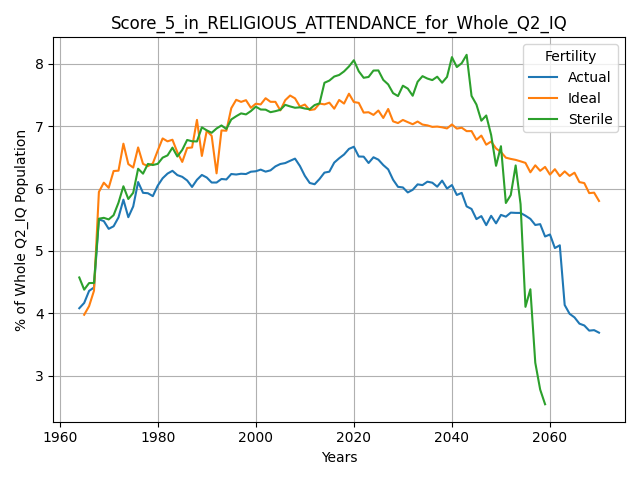 Score_5_in_RELIGIOUS_ATTENDANCE_for_Whole_Q2_IQ
% of Whole Q2_IQ Population
8
7
6
5
4
3
Fertility
Actual
Ideal
Sterile
1960 1980 2000 2020 2040 2060
Years